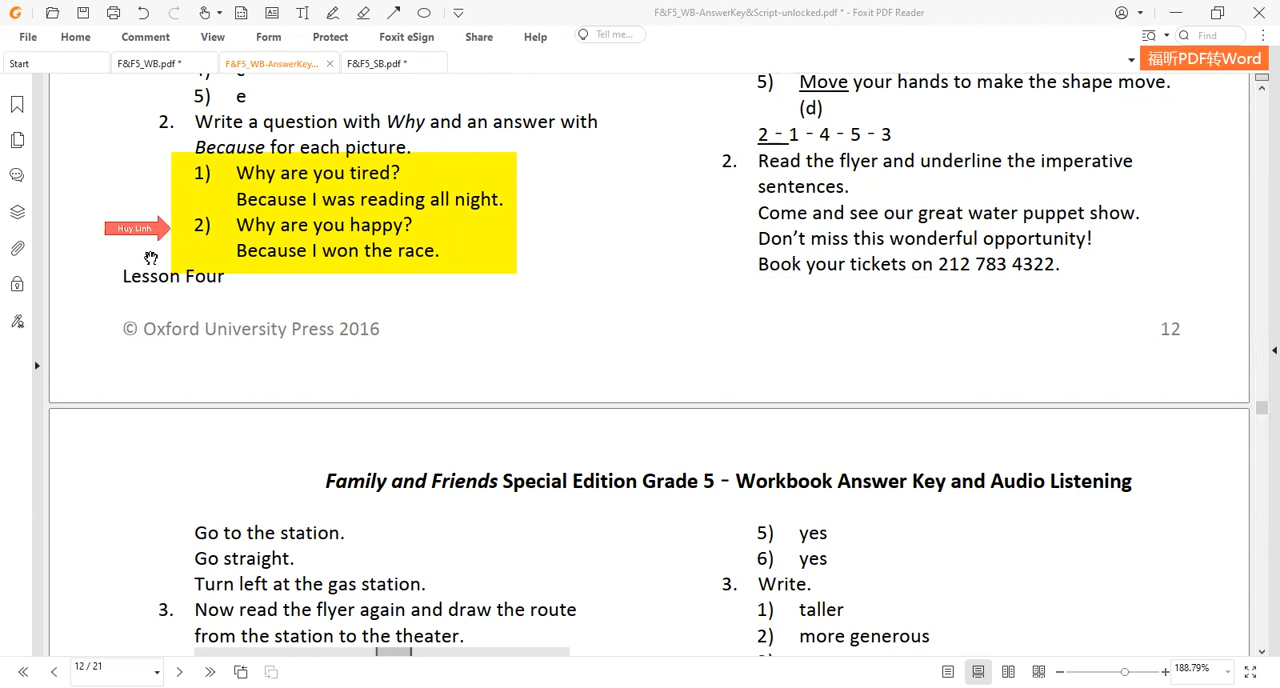 F&F5_WB-AnswerKey&Script-unlocked.pdf * - Foxit PDF Reader
File Home Comment View Form Protect Foxit eSign Share Help Tell me... Find
Start F&F5_WB.pdf * F&F5_WB-AnswerKey... F&F5_SB.pdf * 福昕PDF转Word
5) e
2. Write a question with Why and an answer with
Because for each picture.
1) Why are you tired?
Because I was reading all night.
Huy Linh
2) Why are you happy?
Because I won the race.
Lesson Four
5) Move your hands to make the shape move.
(d)
2 - 1 - 4 - 5 - 3
2. Read the flyer and underline the imperative
sentences.
Come and see our great water puppet show.
Don't miss this wonderful opportunity!
Book your tickets on 212 783 4322.
© Oxford University Press 2016 12
Family and Friends Special Edition Grade 5 - Workbook Answer Key and Audio Listening
Go to the station.
Go straight.
Turn left at the gas station.
3. Now read the flyer again and draw the route
from the station to the theater.
5) yes
6) yes
3. Write.
1) taller
2) more generous
12 / 21 188.79%